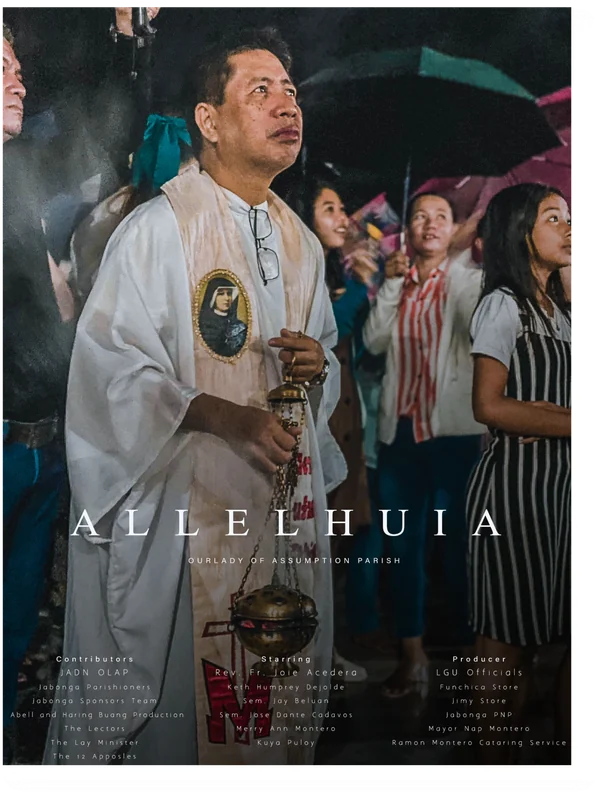 ALLELHUIA
OURLADY OF ASSUMPTION PARISH
Contributors
JADN OLAP
Jabonga Parishioners
Jabonga Sponsors Team
Abell and Haring Buang Production
The Lectors
The Lay Minister
The 12 Apposles
Starring
Rev. Fr. Joie Acedera
Keth Humprey Dejolde
Sem. Jay Beluan
Sem. Jose Dante Cadavos
Merry Ann Montero
Kuya Puloy
Producer
LGU Officials
Funchica Store
Jimy Store
Jabonga PNP
Mayor Nap Montero
Ramon Montero Cataring Service